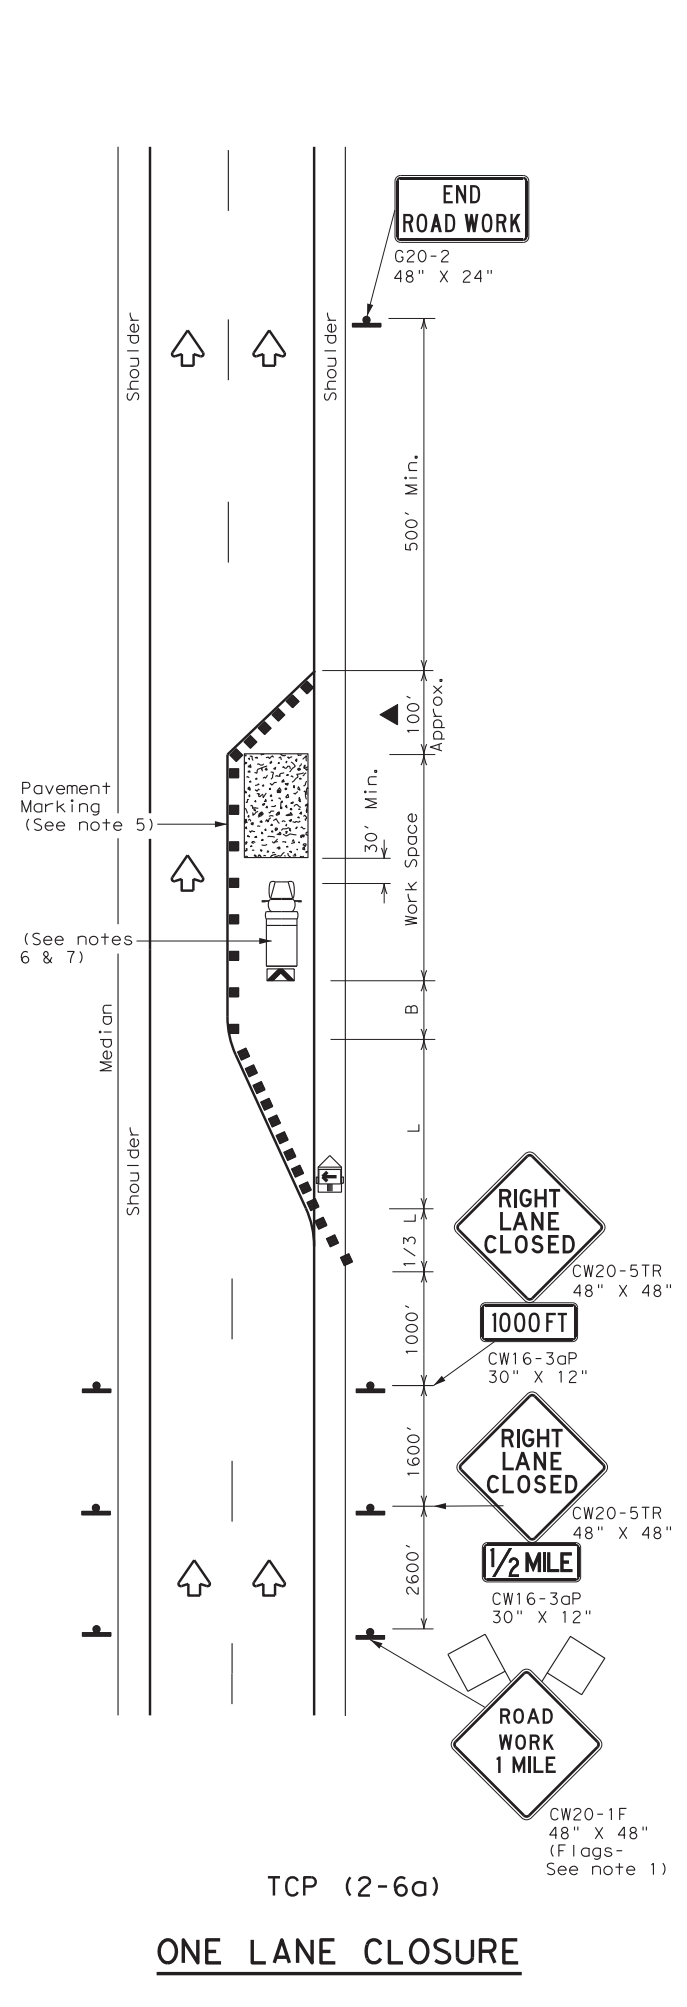 END
ROAD WORK
G20-2
48" X 24"
Shoulder
Shoulder
500' Min.
100'
Approx.
30' Min.
Pavement
Marking
(See note 5)
Work Space
(See notes
6 & 7)
B
Median
L
Shoulder
RIGHT
LANE
CLOSED
1/3 L
CW20-5TR
48" X 48"
1000 FT
1000'
CW16-3aP
30" X 12"
RIGHT
LANE
CLOSED
1600'
CW20-5TR
48" X 48"
1/2 MILE
2600'
CW16-3aP
30" X 12"
ROAD
WORK
1 MILE
CW20-1F
48" X 48"
(Flags-
See note 1)
TCP (2-6a)
ONE LANE CLOSURE